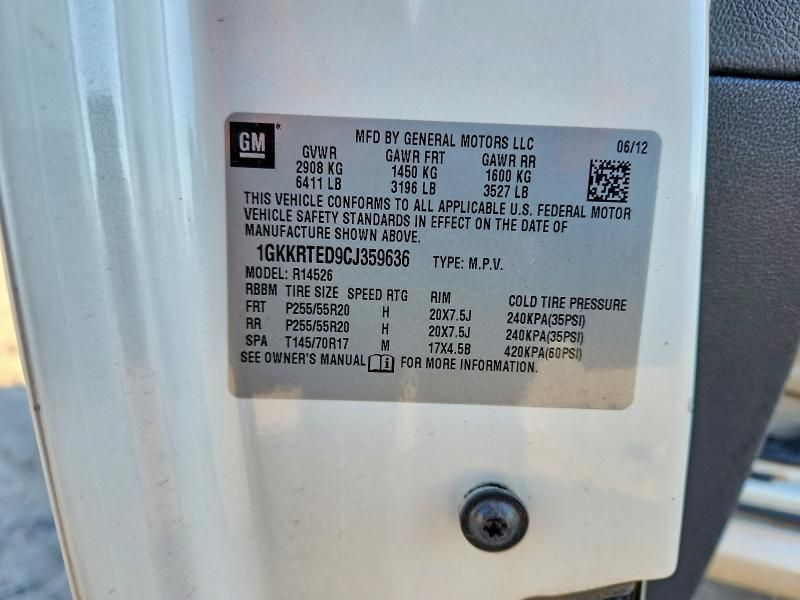 GM ® MFD BY GENERAL MOTORS LLC 06/12
GVWR GAWR FRT GAWR RR
2908 KG 1450 KG 1600 KG
6411 LB 3196 LB 3527 LB
THIS VEHICLE CONFORMS TO ALL APPLICABLE U.S. FEDERAL MOTOR
VEHICLE SAFETY STANDARDS IN EFFECT ON THE DATE OF
MANUFACTURE SHOWN ABOVE.
1GKKRTED9CJ359636 TYPE: M.P.V.
MODEL: R14526
RBBM TIRE SIZE SPEED RTG RIM COLD TIRE PRESSURE
FRT P255/55R20 H 20X7.5J 240KPA(35PSI)
RR P255/55R20 H 20X7.5J 240KPA(35PSI)
SPA T145/70R17 M 17X4.5B 420KPA(60PSI)
SEE OWNER'S MANUAL i FOR MORE INFORMATION.